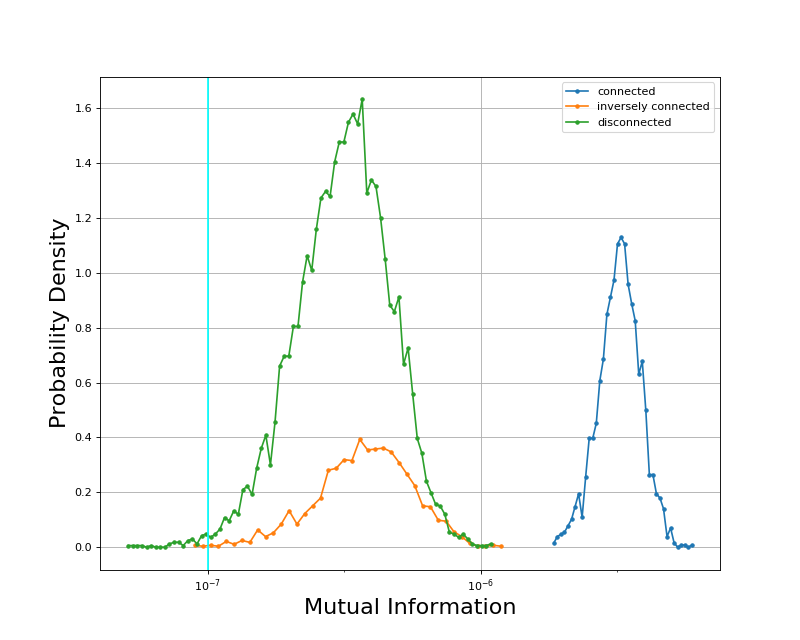 connected
inversely connected
disconnected
1.6
1.4
1.2
1.0
0.8
0.6
0.4
0.2
0.0
Probability Density
10⁻⁷
10⁻⁶
Mutual Information